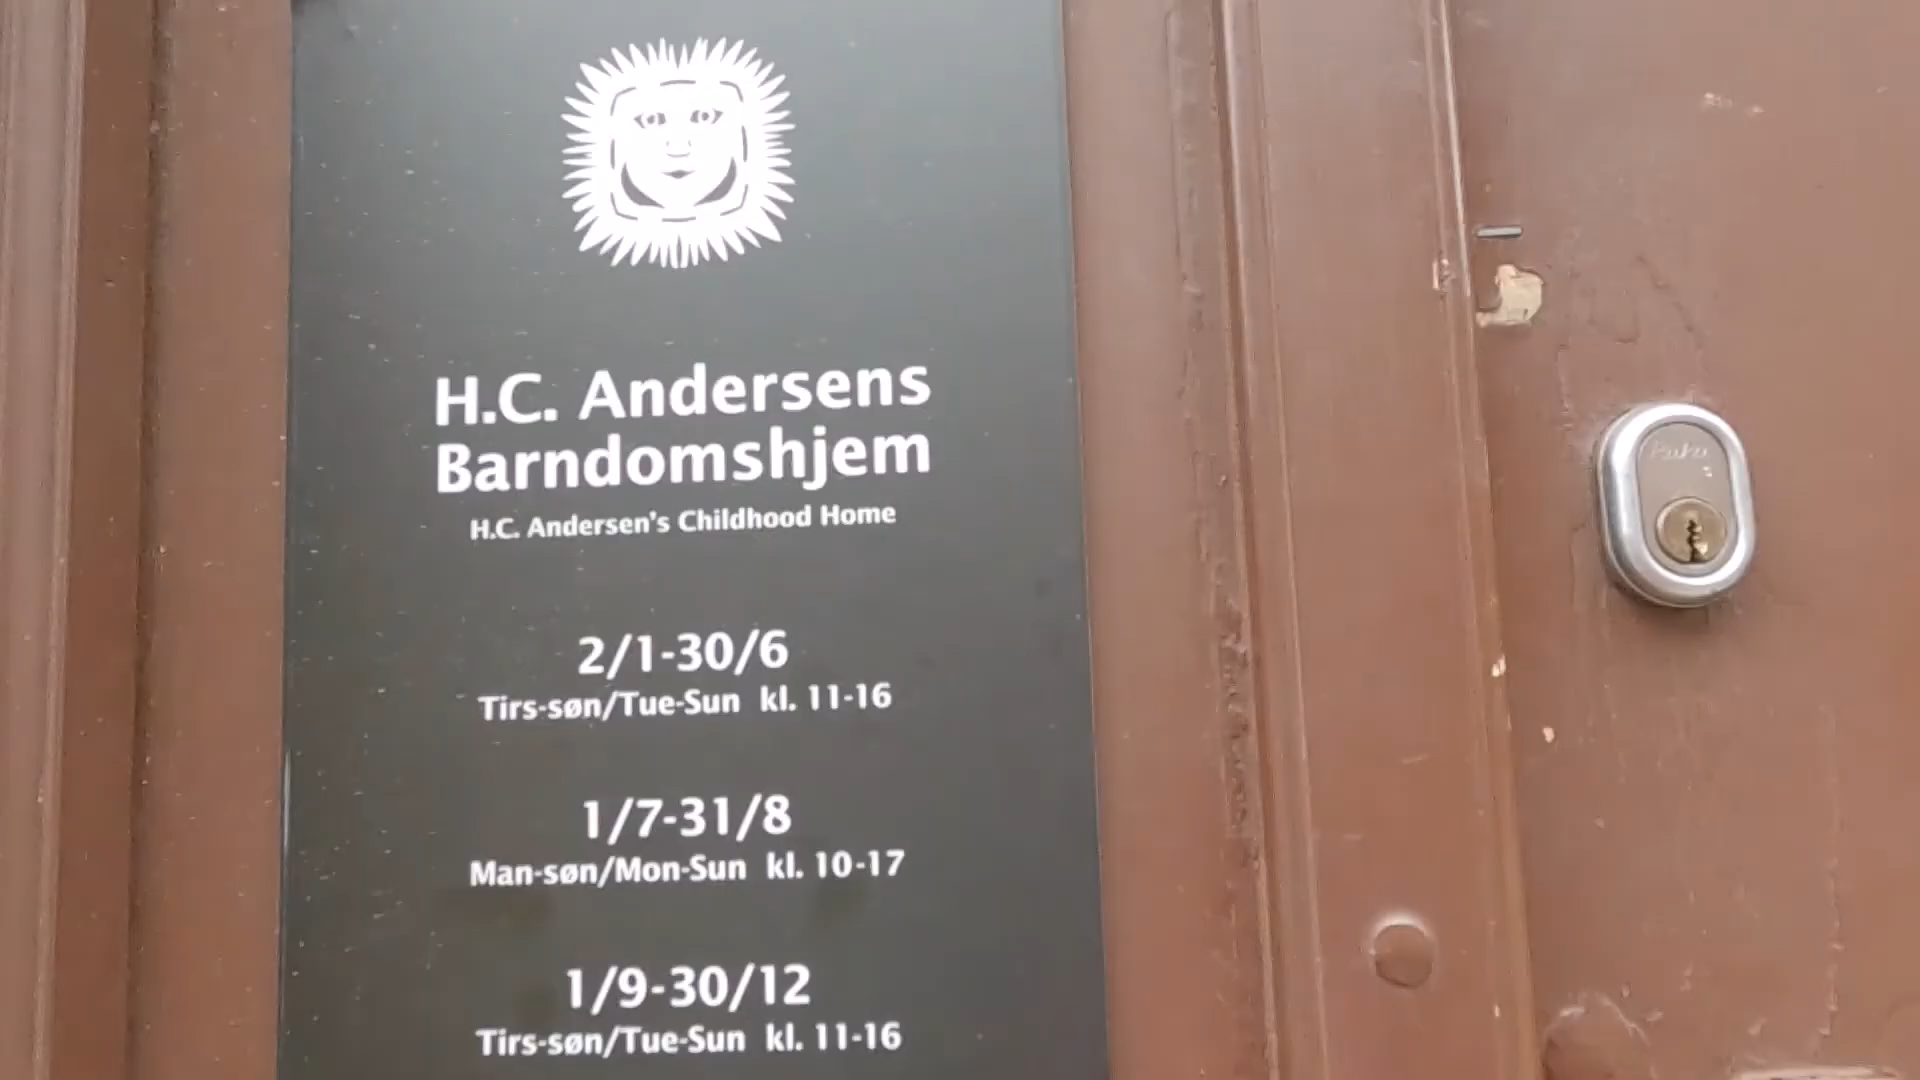 H.C. Andersens
Barndomshjem
H.C. Andersen's Childhood Home
2/1-30/6
Tirs-søn/Tue-Sun kl. 11-16
1/7-31/8
Man-søn/Mon-Sun kl. 10-17
1/9-30/12
Tirs-søn/Tue-Sun kl. 11-16